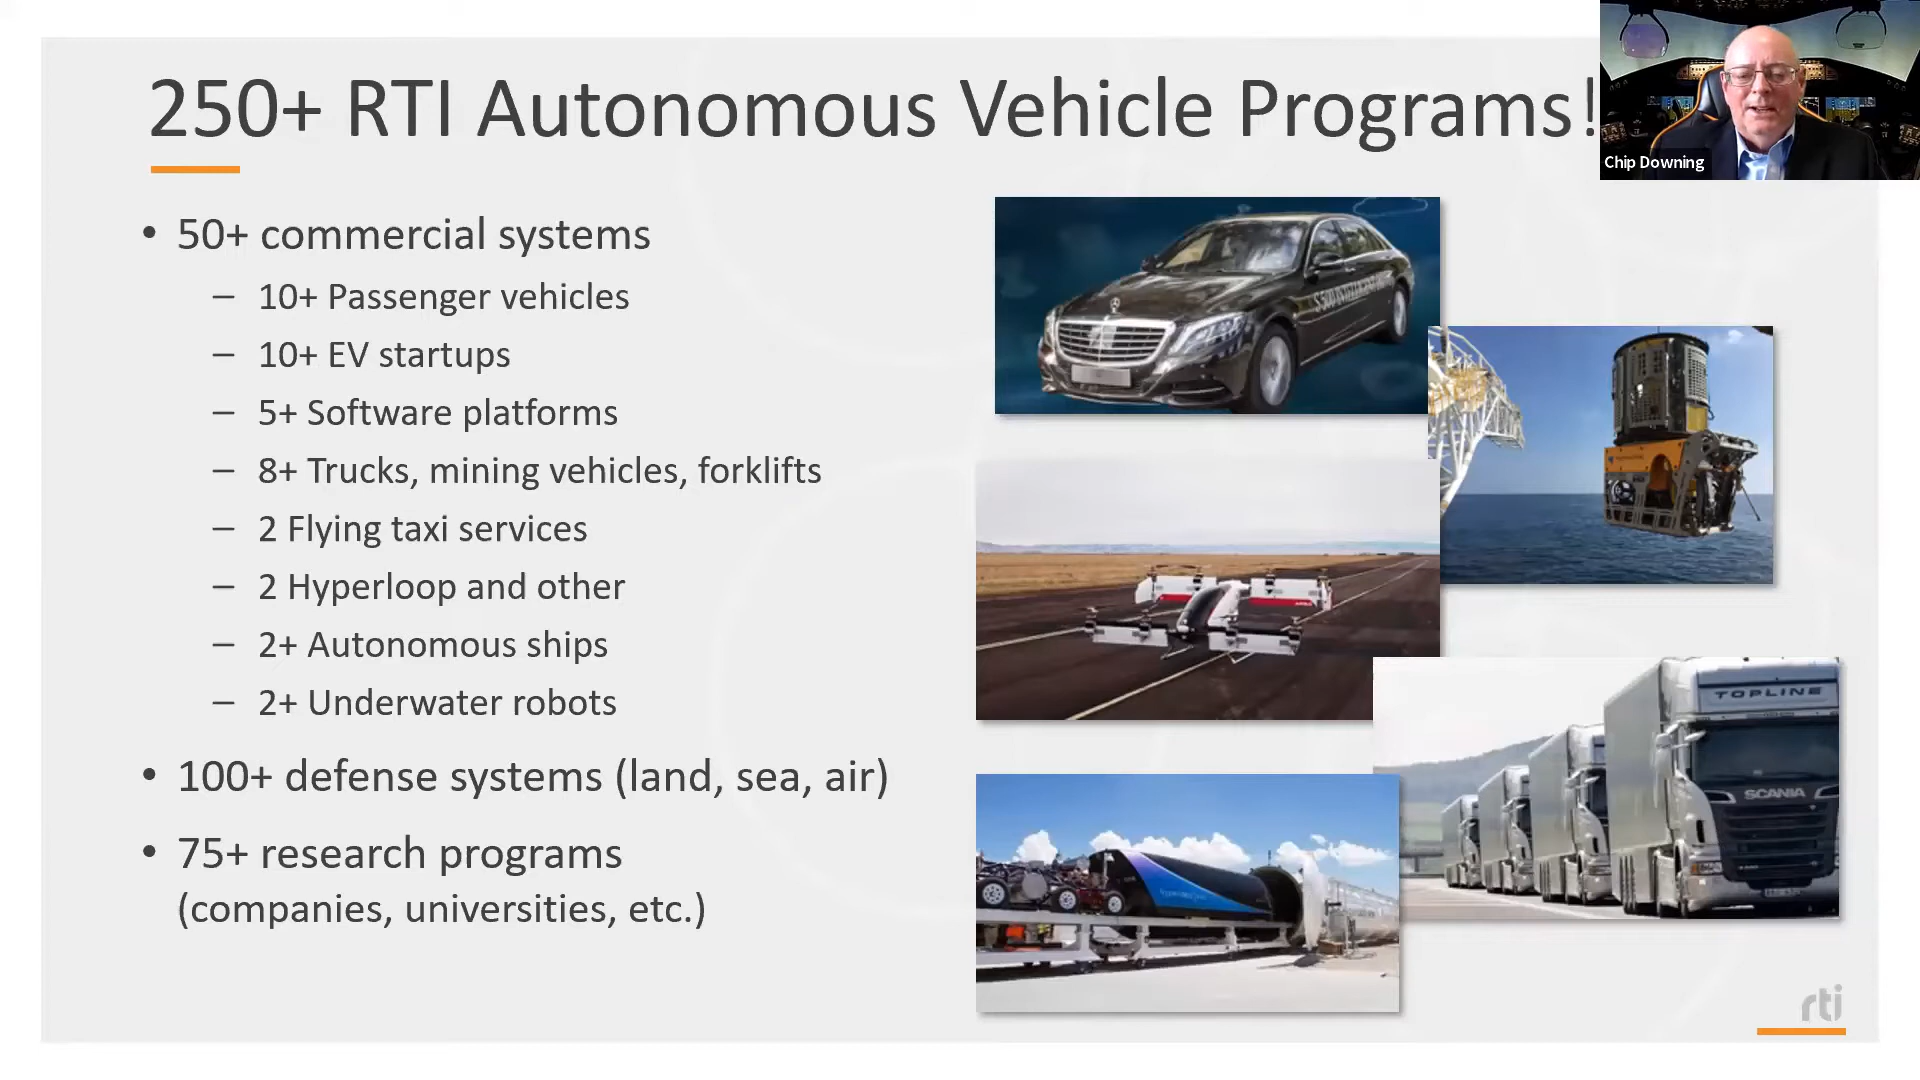 250+ RTI Autonomous Vehicle Programs!
Chip Downing
• 50+ commercial systems
– 10+ Passenger vehicles
– 10+ EV startups
– 5+ Software platforms
– 8+ Trucks, mining vehicles, forklifts
– 2 Flying taxi services
– 2 Hyperloop and other
– 2+ Autonomous ships
– 2+ Underwater robots
• 100+ defense systems (land, sea, air)
• 75+ research programs
(companies, universities, etc.)
TOPLINE
SCANIA
rti